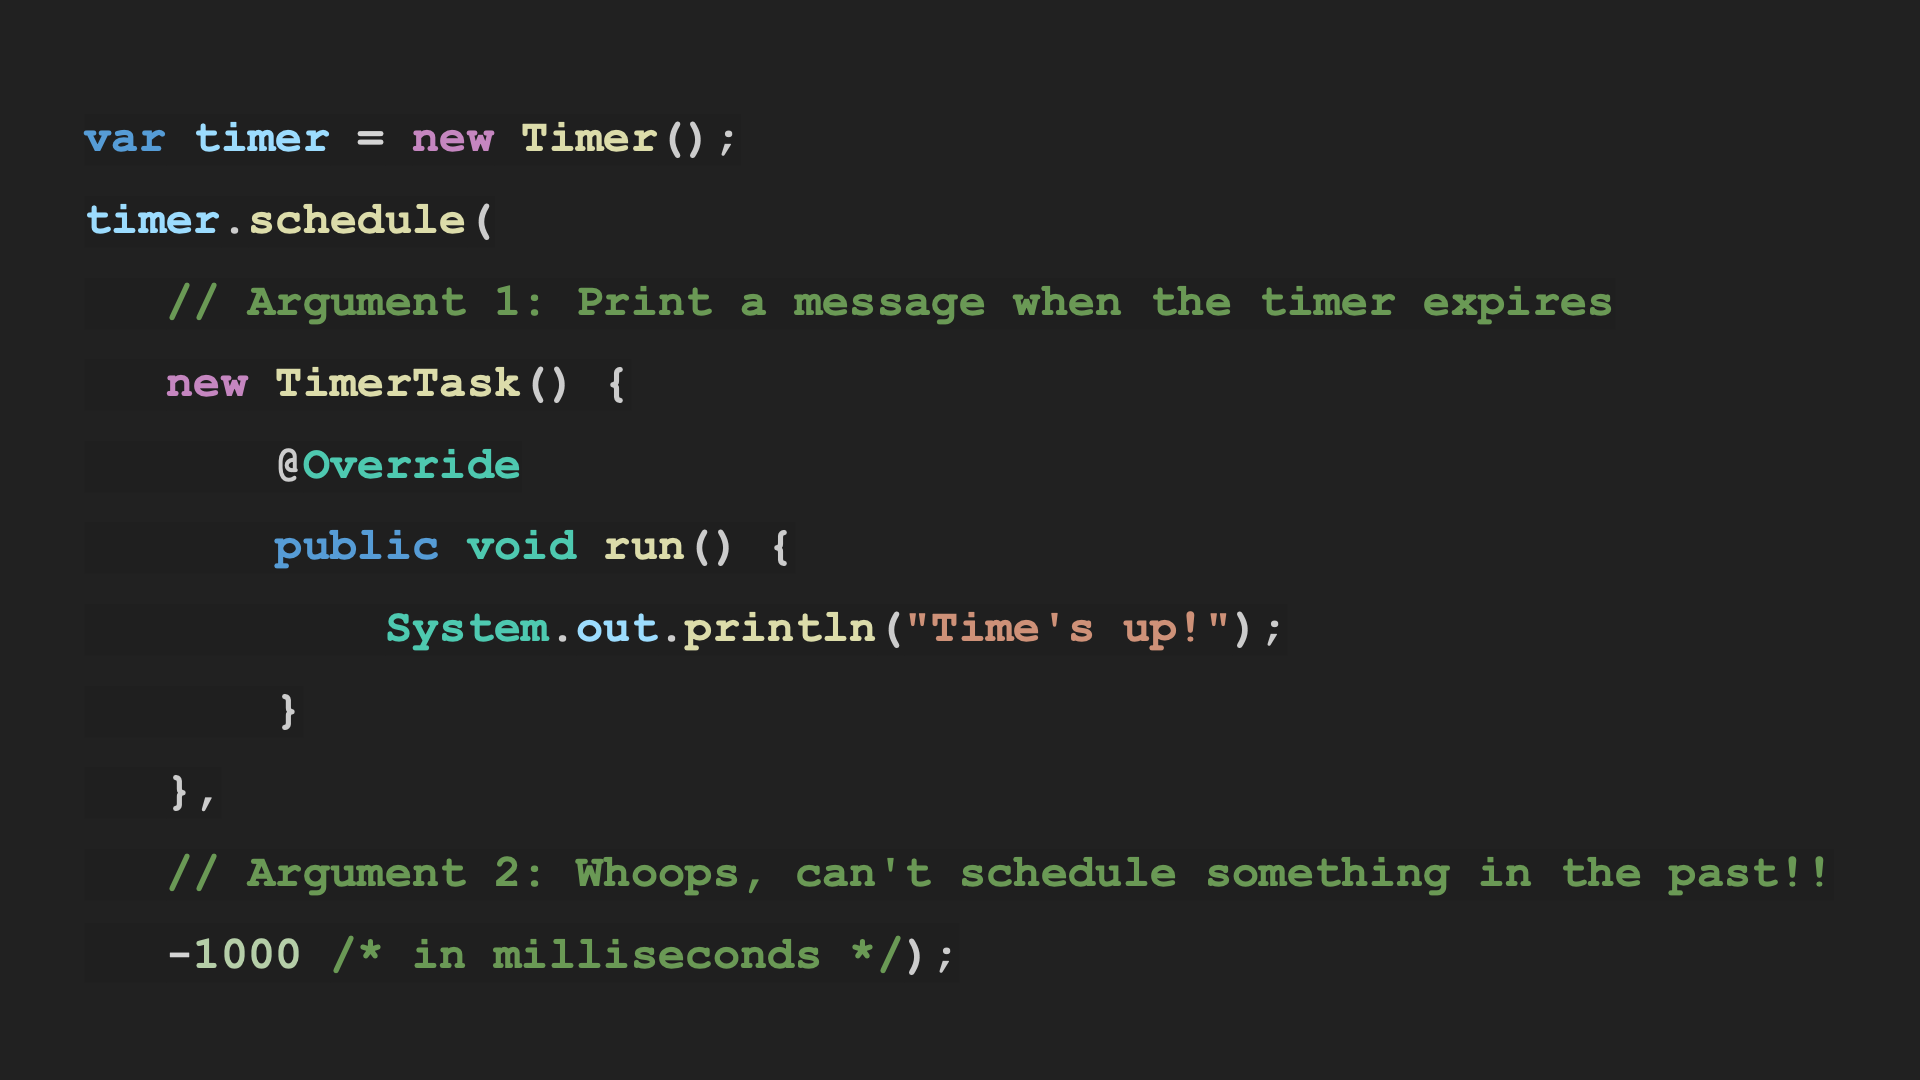 var timer = new Timer();
timer.schedule(
   // Argument 1: Print a message when the timer expires
   new TimerTask() {
       @Override
       public void run() {
           System.out.println("Time's up!");
       }
   },
   // Argument 2: Whoops, can't schedule something in the past!!
   -1000 /* in milliseconds */);